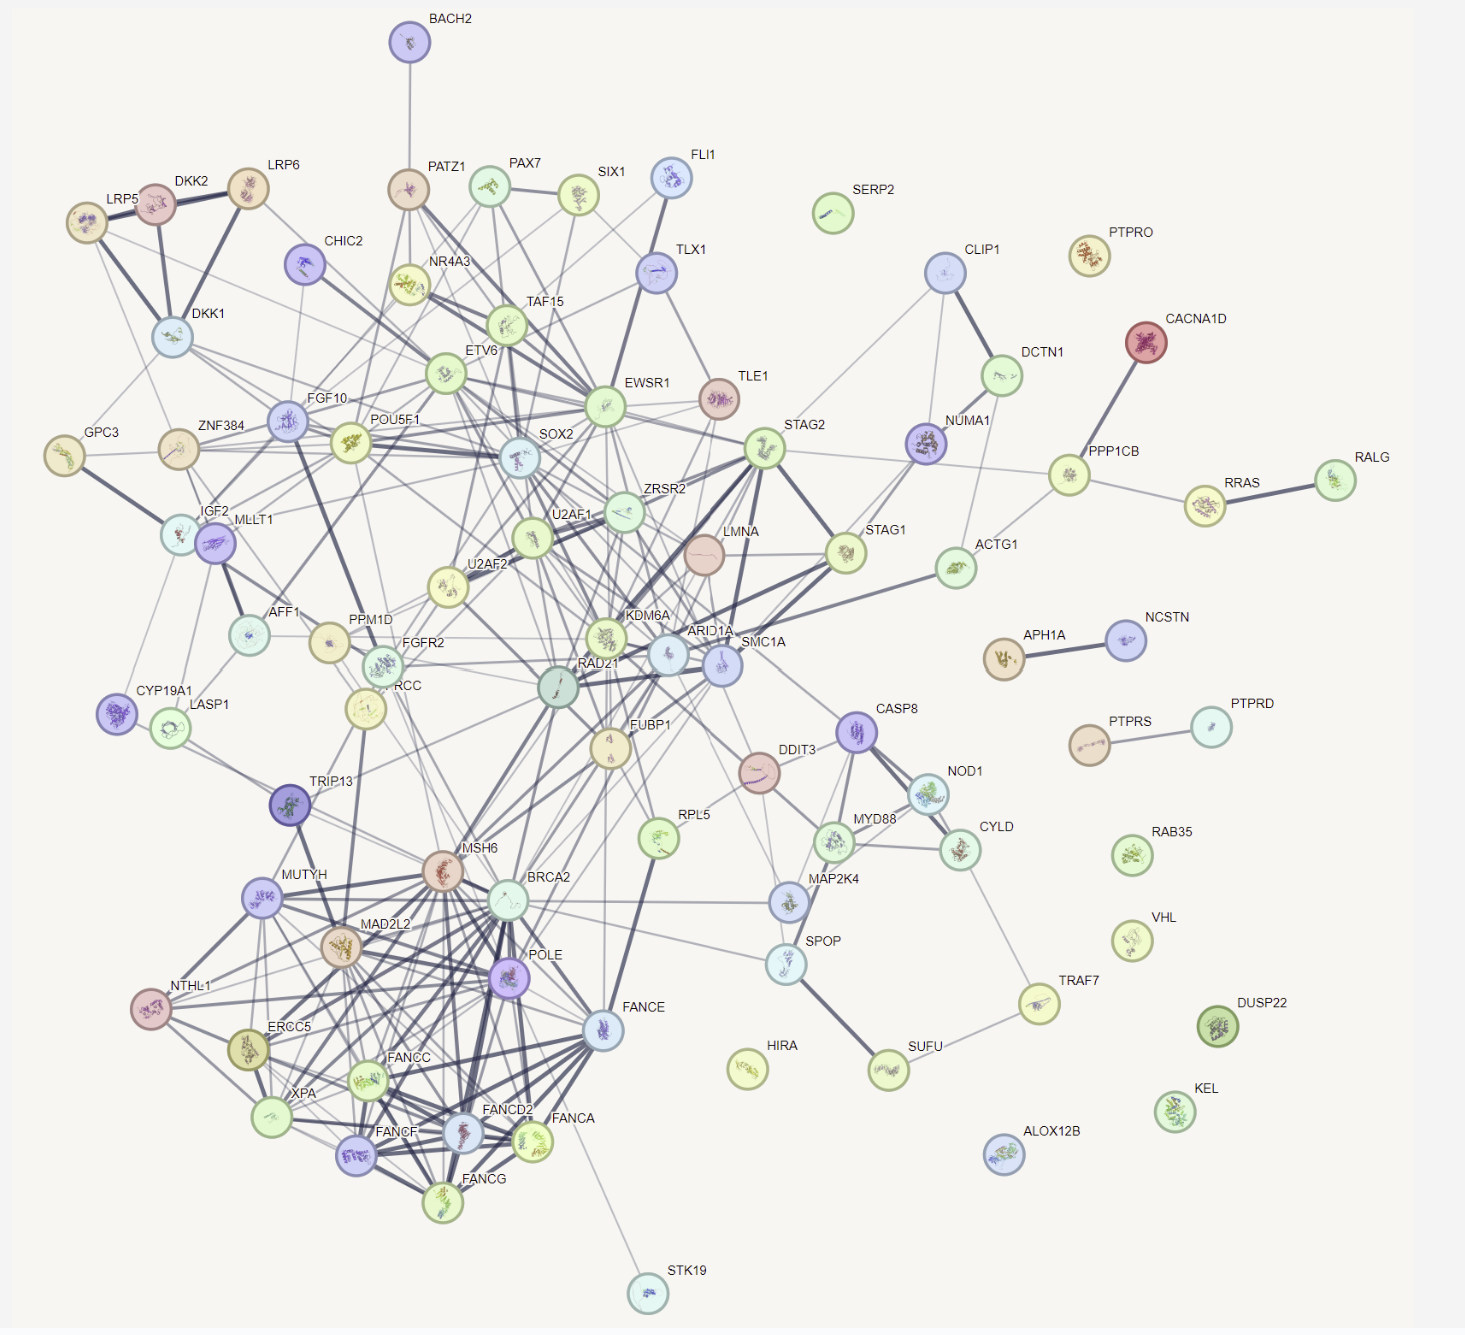 BACH2
LRP6
PATZ1
PAX7
SIX1
FLI1
DKK2
LRP5
SERP2
PTPRO
CHIC2
NR4A3
TLX1
CLIP1
DKK1
TAF15
CACNA1D
ETV6
EWSR1
TLE1
DCTN1
FGF10
GPC3
ZNF384
POU5F1
SOX2
STAG2
NUMA1
PPP1CB
RALG
RRAS
ZRSR2
IGF2
MLLT1
U2AF1
LMNA
STAG1
ACTG1
U2AF2
AFF1
PPM1D
KDM6A
ARID1A
SMC1A
NCSTN
APH1A
FGFR2
RAD21
PRCC
CYP19A1
LASP1
FUBP1
CASP8
PTPRS
PTPRD
DDIT3
NOD1
TRIP13
RPL5
MYD88
CYLD
RAB35
MSH6
BRCA2
MUTYH
MAP2K4
MAD2L2
VHL
POLE
SPOP
NTHL1
TRAF7
ERCC5
FANCE
DUSP22
HIRA
SUFU
FANCC
XPA
KEL
FANCD2
FANCA
FANCF
ALOX12B
FANCG
STK19